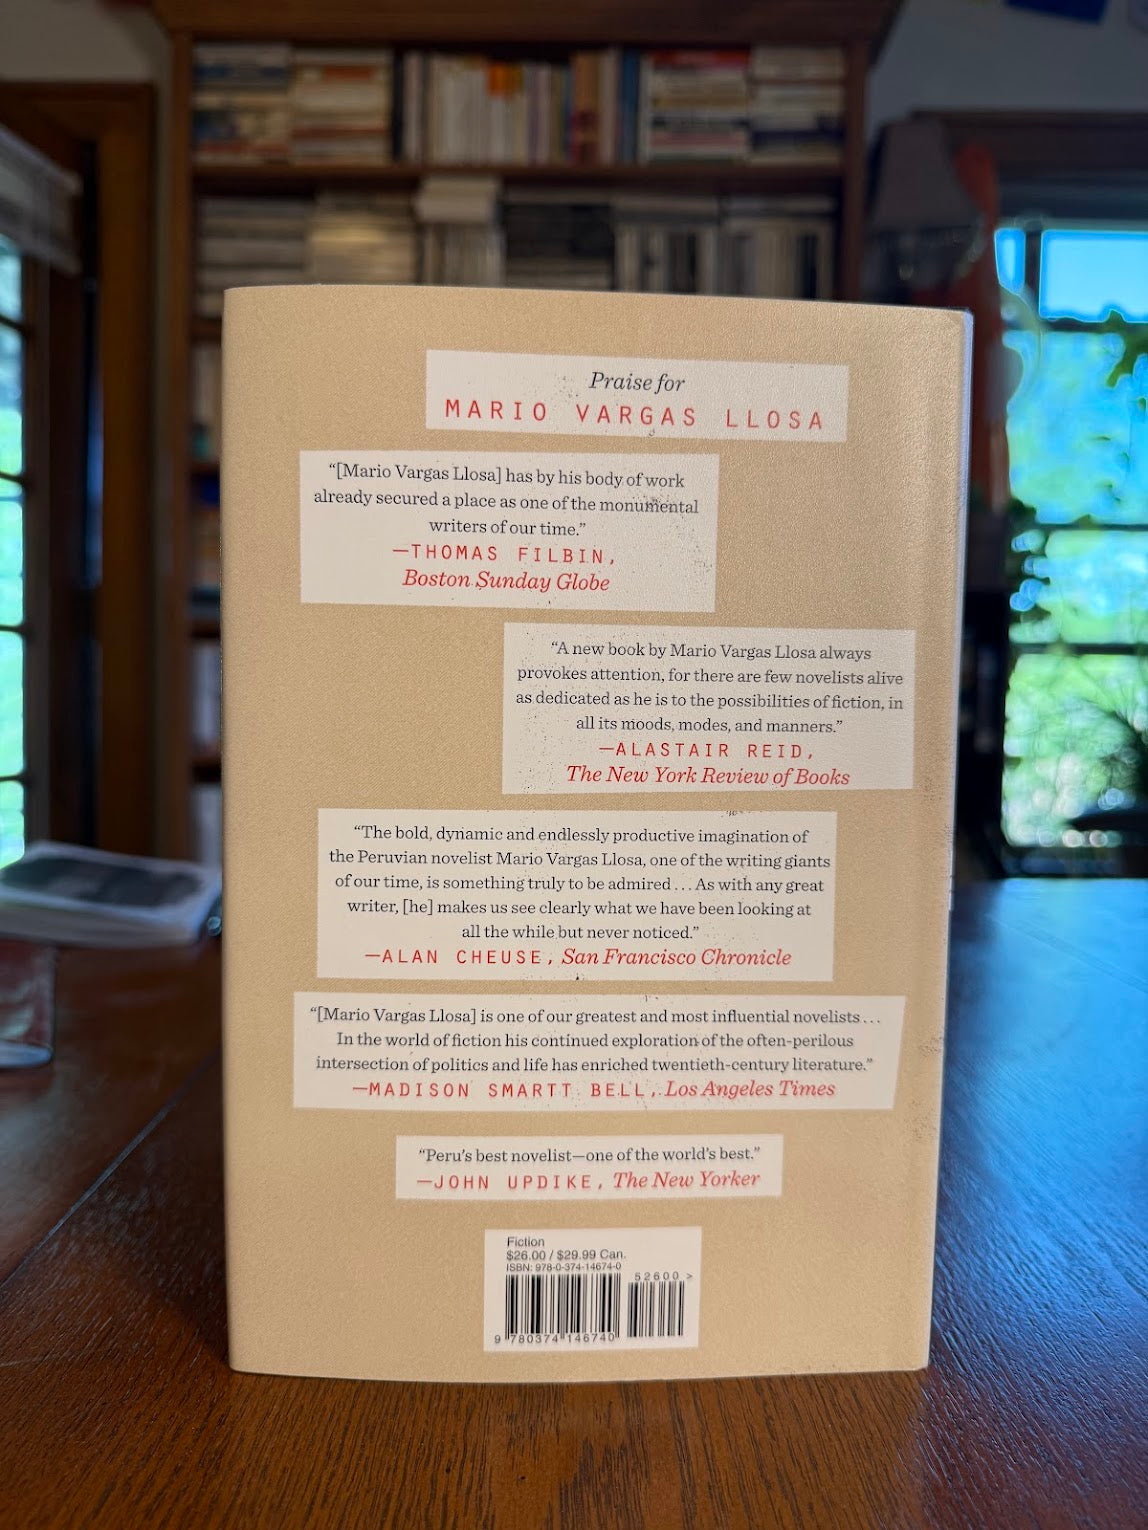 Praise for
MARIO VARGAS LLOSA
“[Mario Vargas Llosa] has by his body of work
already secured a place as one of the monumental
writers of our time.”
—THOMAS FILBIN,
Boston Sunday Globe
“A new book by Mario Vargas Llosa always
provokes attention, for there are few novelists alive
as dedicated as he is to the possibilities of fiction, in
all its moods, modes, and manners.”
—ALASTAIR REID,
The New York Review of Books
“The bold, dynamic and endlessly productive imagination of
the Peruvian novelist Mario Vargas Llosa, one of the writing giants
of our time, is something truly to be admired . . . As with any great
writer, [he] makes us see clearly what we have been looking at
all the while but never noticed.”
—ALAN CHEUSE, San Francisco Chronicle
“[Mario Vargas Llosa] is one of our greatest and most influential novelists . . .
In the world of fiction his continued exploration of the often-perilous
intersection of politics and life has enriched twentieth-century literature.”
—MADISON SMARTT BELL, Los Angeles Times
“Peru’s best novelist—one of the world’s best.”
—JOHN UPDIKE, The New Yorker
Fiction
$26.00 / $29.99 Can.
ISBN: 978-0-374-14674-0
52600 >
9 780374 146740